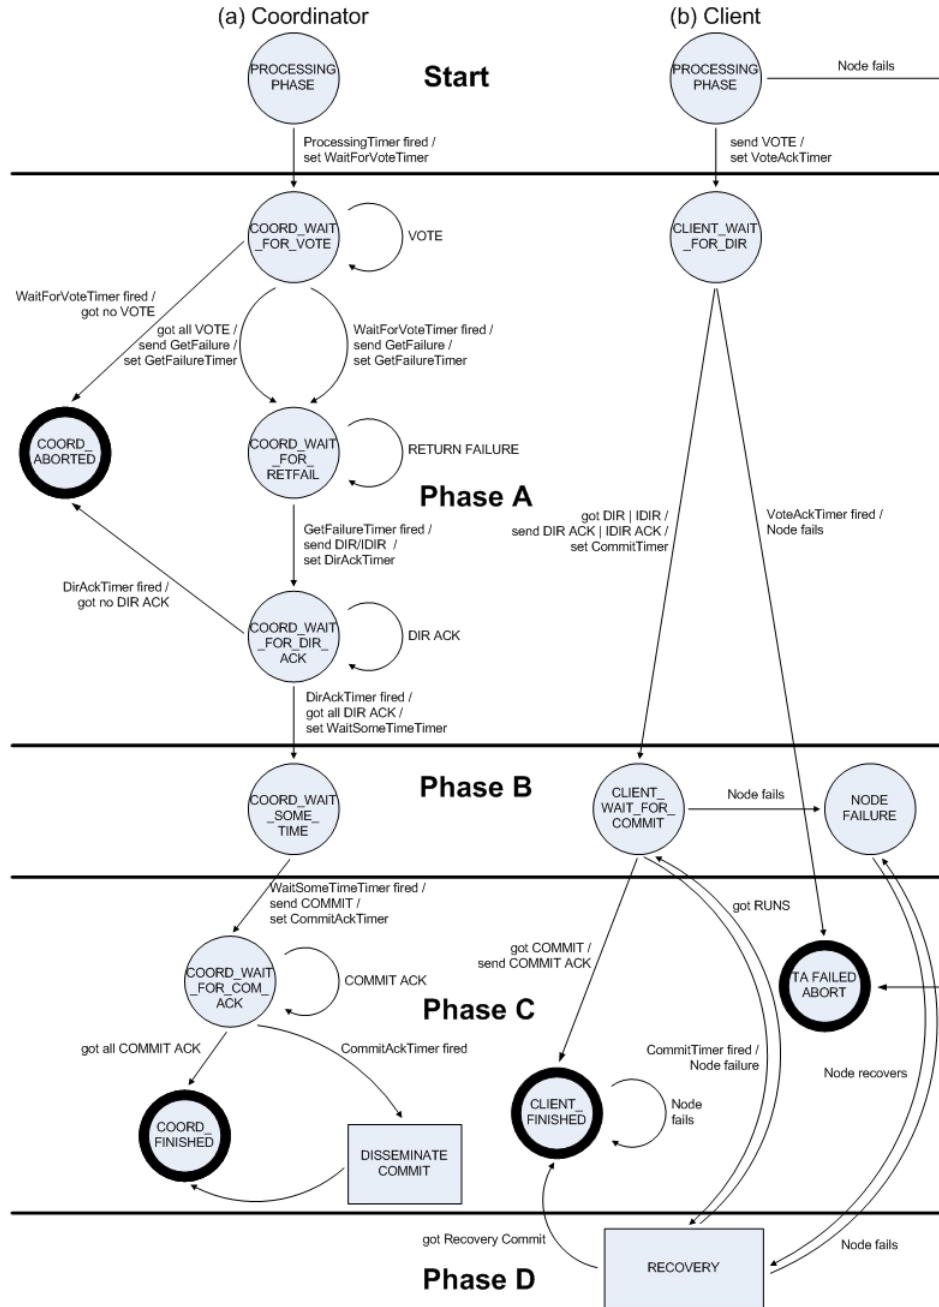 (a) Coordinator
(b) Client
PROCESSING
PHASE
Start
PROCESSING
PHASE
Node fails
ProcessingTimer fired /
set WaitForVoteTimer
send VOTE /
set VoteAckTimer
COORD_WAIT
_FOR_VOTE
VOTE
CLIENT_WAIT
_FOR_DIR
WaitForVoteTimer fired /
got no VOTE
got all VOTE /
send GetFailure /
set GetFailureTimer
WaitForVoteTimer fired /
send GetFailure /
set GetFailureTimer
COORD_
ABORTED
COORD_WAIT
_FOR_
RETFAIL
RETURN FAILURE
Phase A
GetFailureTimer fired /
send DIR/IDIR /
set DirAckTimer
got DIR | IDIR /
send DIR ACK | IDIR ACK /
set CommitTimer
VoteAckTimer fired /
Node fails
DirAckTimer fired /
got no DIR ACK
COORD_WAIT
_FOR_DIR_
ACK
DIR ACK
DirAckTimer fired /
got all DIR ACK /
set WaitSomeTimeTimer
Phase B
COORD_WAIT
_SOME_
TIME
CLIENT_
WAIT_FOR_
COMMIT
Node fails
NODE
FAILURE
WaitSomeTimeTimer fired /
send COMMIT /
set CommitAckTimer
got RUNS
got COMMIT /
send COMMIT ACK
COORD_WAIT
_FOR_COM_
ACK
COMMIT ACK
TA FAILED
ABORT
Phase C
got all COMMIT ACK
CommitAckTimer fired
CommitTimer fired /
Node failure
Node recovers
COORD_
FINISHED
DISSEMINATE
COMMIT
CLIENT_
FINISHED
Node
fails
got Recovery Commit
RECOVERY
Node fails
Phase D